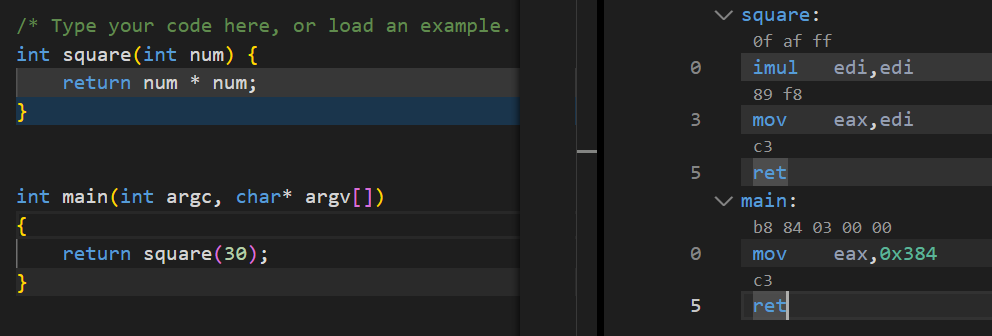 /* Type your code here, or load an example.
int square(int num) {
    return num * num;
}
int main(int argc, char* argv[])
{
    return square(30);
}
square:
0f af ff
0 imul edi,edi
89 f8
3 mov eax,edi
c3
5 ret
main:
b8 84 03 00 00
0 mov eax,0x384
c3
5 ret